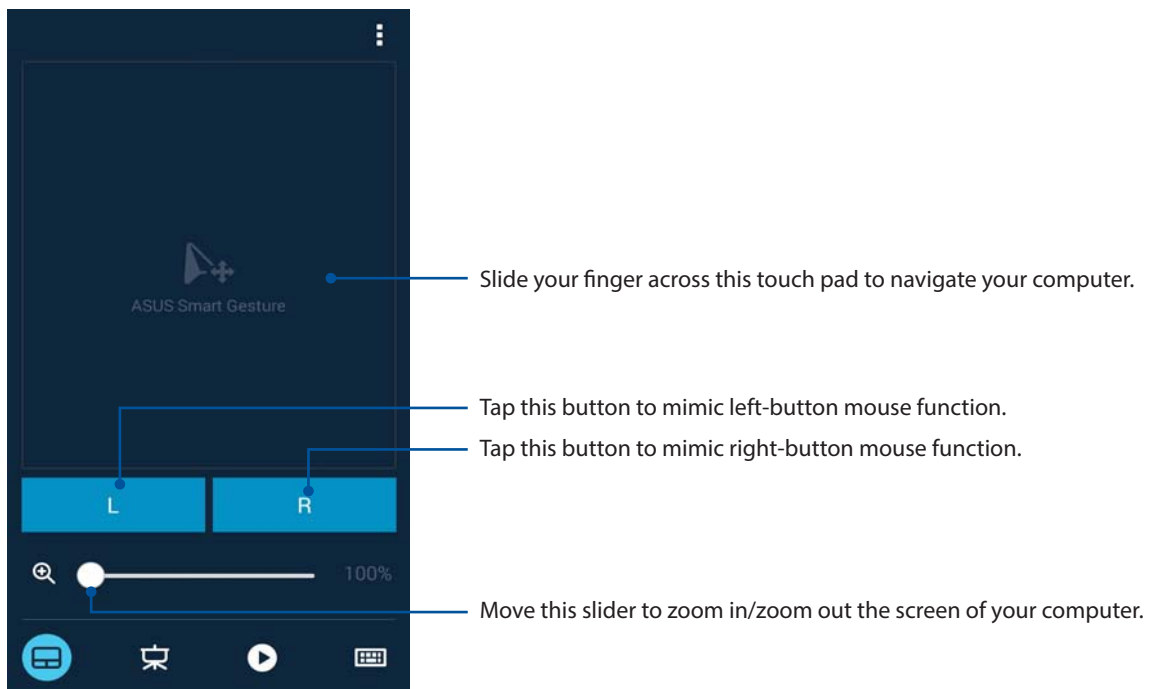 ASUS Smart Gesture
Slide your finger across this touch pad to navigate your computer.
Tap this button to mimic left-button mouse function.
Tap this button to mimic right-button mouse function.
L
R
100%
Move this slider to zoom in/zoom out the screen of your computer.